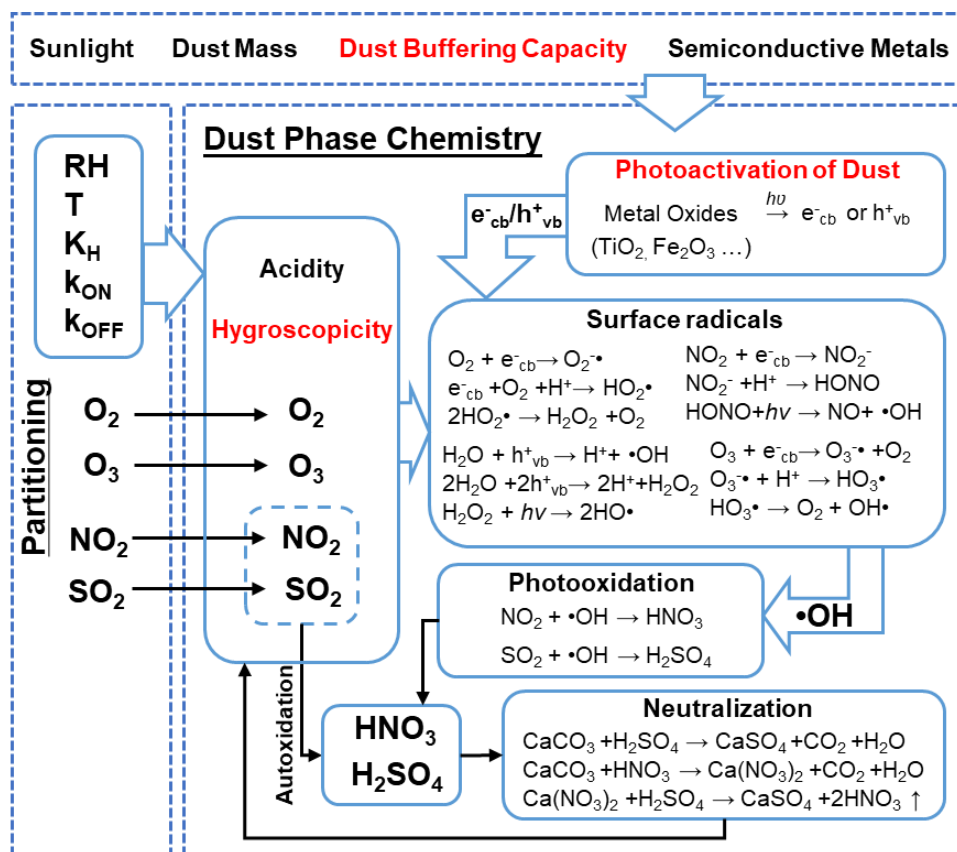 Sunlight Dust Mass Dust Buffering Capacity Semiconductive Metals
Partitioning
RH
T
K_H
k_ON
k_OFF
O₂
O₃
NO₂
SO₂
Dust Phase Chemistry
Acidity
Hygroscopicity
O₂
O₃
NO₂
SO₂
Photoactivation of Dust
Metal Oxides hυ → e⁻cb or h⁺vb
(TiO₂, Fe₂O₃ …)
e⁻cb/h⁺vb
Surface radicals
O₂ + e⁻cb→ O₂⁻•
e⁻cb +O₂ +H⁺→ HO₂•
2HO₂• → H₂O₂ +O₂
NO₂ + e⁻cb → NO₂⁻
NO₂⁻ +H⁺ → HONO
HONO+hv → NO+ •OH
H₂O + h⁺vb→ H⁺+ •OH
2H₂O +2h⁺vb→ 2H⁺+H₂O₂
H₂O₂ + hv → 2HO•
O₃ + e⁻cb→ O₃⁻• +O₂
O₃⁻• + H⁺ → HO₃•
HO₃• → O₂ + OH•
•OH
Photooxidation
NO₂ + •OH → HNO₃
SO₂ + •OH → H₂SO₄
Autoxidation
HNO₃
H₂SO₄
Neutralization
CaCO₃ +H₂SO₄ → CaSO₄ +CO₂ +H₂O
CaCO₃ +HNO₃ → Ca(NO₃)₂ +CO₂ +H₂O
Ca(NO₃)₂ +H₂SO₄ → CaSO₄ +2HNO₃ ↑